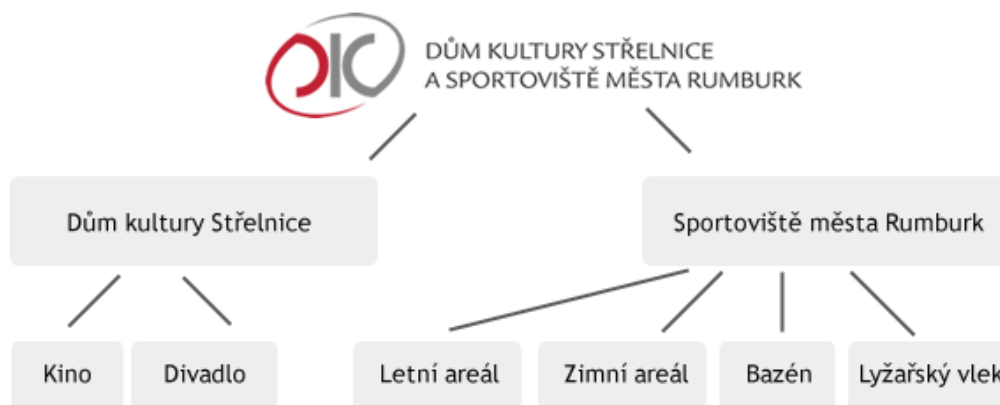 DŮM KULTURY STŘELNICE
A SPORTOVIŠTĚ MĚSTA RUMBURK
Dům kultury Střelnice
Sportoviště města Rumburk
Kino
Divadlo
Letní areál
Zimní areál
Bazén
Lyžařský vlek